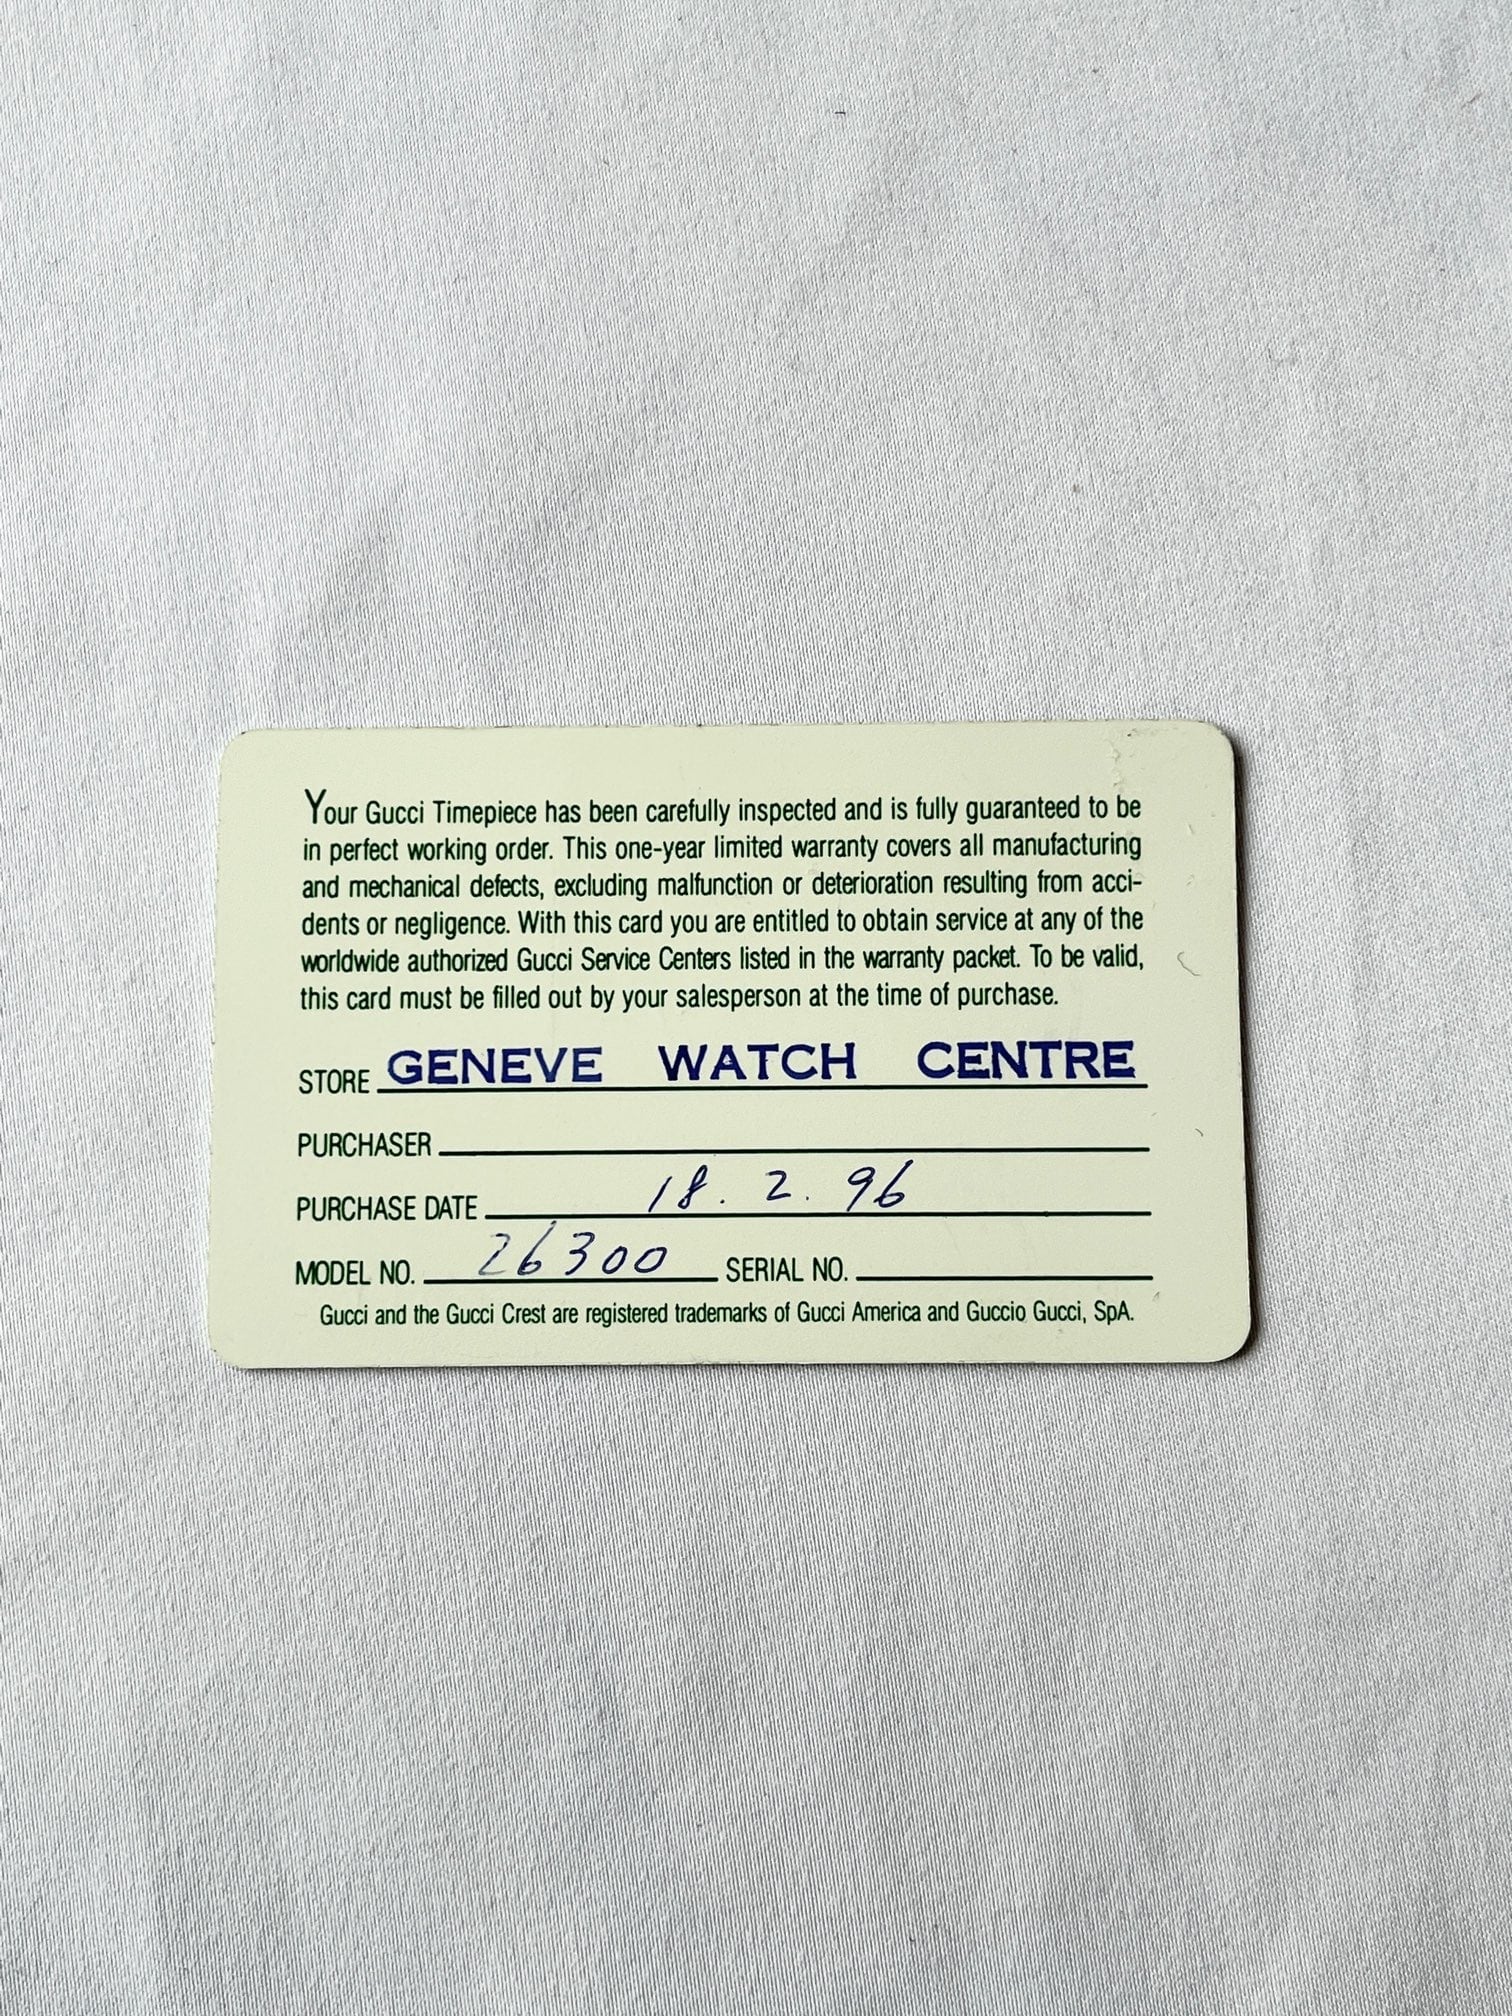 Your Gucci Timepiece has been carefully inspected and is fully guaranteed to be
in perfect working order. This one-year limited warranty covers all manufacturing
and mechanical defects, excluding malfunction or deterioration resulting from acci-
dents or negligence. With this card you are entitled to obtain service at any of the
worldwide authorized Gucci Service Centers listed in the warranty packet. To be valid,
this card must be filled out by your salesperson at the time of purchase.
STORE GENEVE WATCH CENTRE
PURCHASER
PURCHASE DATE 18. 2. 96
MODEL NO. 26300 SERIAL NO.
Gucci and the Gucci Crest are registered trademarks of Gucci America and Guccio Gucci, SpA.